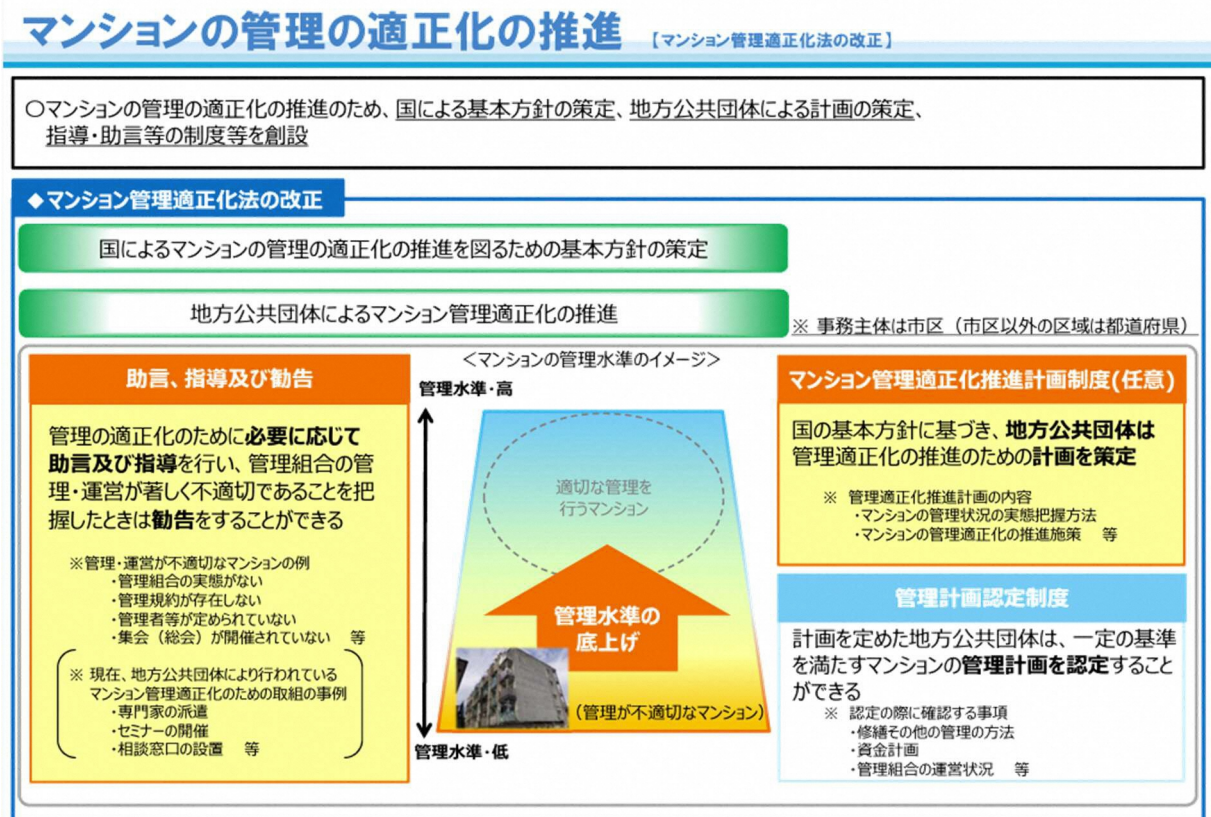 マンションの管理の適正化の推進 【マンション管理適正化法の改正】
○マンションの管理の適正化の推進のため、国による基本方針の策定、地方公共団体による計画の策定、
指導・助言等の制度等を創設
◆マンション管理適正化法の改正
国によるマンションの管理の適正化の推進を図るための基本方針の策定
地方公共団体によるマンション管理適正化の推進
※ 事務主体は市区（市区以外の区域は都道府県）
助言、指導及び勧告
管理の適正化のために必要に応じて
助言及び指導を行い、管理組合の管
理・運営が著しく不適切であることを把
握したときは勧告をすることができる
※管理・運営が不適切なマンションの例
・管理組合の実態がない
・管理規約が存在しない
・管理者等が定められていない
・集会（総会）が開催されていない 等
※ 現在、地方公共団体により行われている
マンション管理適正化のための取組の事例
・専門家の派遣
・セミナーの開催
・相談窓口の設置 等
＜マンションの管理水準のイメージ＞
管理水準・高
適切な管理を
行うマンション
管理水準の
底上げ
（管理が不適切なマンション）
管理水準・低
マンション管理適正化推進計画制度(任意)
国の基本方針に基づき、地方公共団体は
管理適正化の推進のための計画を策定
※ 管理適正化推進計画の内容
・マンションの管理状況の実態把握方法
・マンションの管理適正化の推進施策 等
管理計画認定制度
計画を定めた地方公共団体は、一定の基準
を満たすマンションの管理計画を認定すること
ができる
※ 認定の際に確認する事項
・修繕その他の管理の方法
・資金計画
・管理組合の運営状況 等